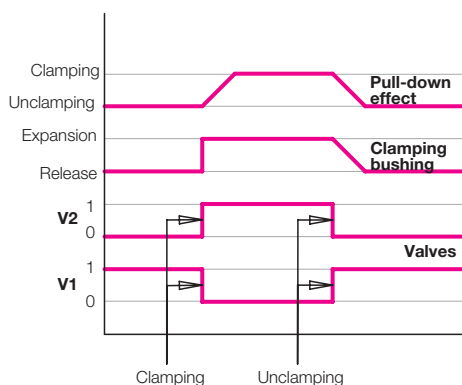 Clamping
Pull-down
Unclamping
effect
Expansion
Clamping
bushing
Release
1
V2
0
Valves
1
V1
0
Clamping Unclamping